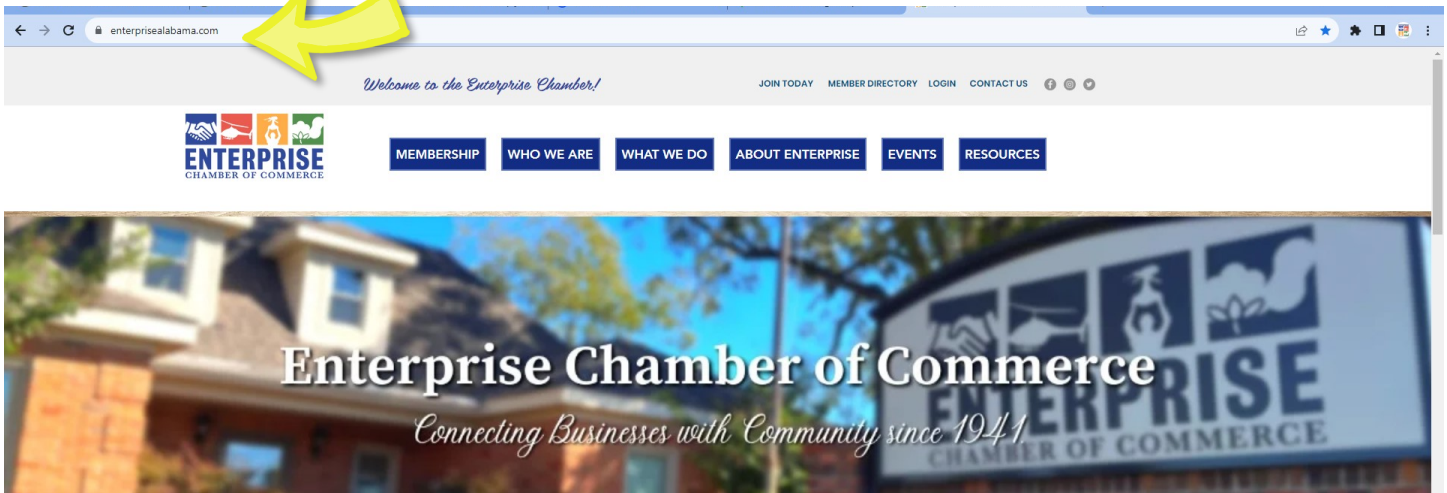 enterprisealabama.com
Welcome to the Enterprise Chamber!
JOIN TODAY MEMBER DIRECTORY LOGIN CONTACT US
ENTERPRISE
CHAMBER OF COMMERCE
MEMBERSHIP WHO WE ARE WHAT WE DO ABOUT ENTERPRISE EVENTS RESOURCES
Enterprise Chamber of Commerce
Connecting Businesses with Community since 1941.
ENTERPRISE
CHAMBER OF COMMERCE